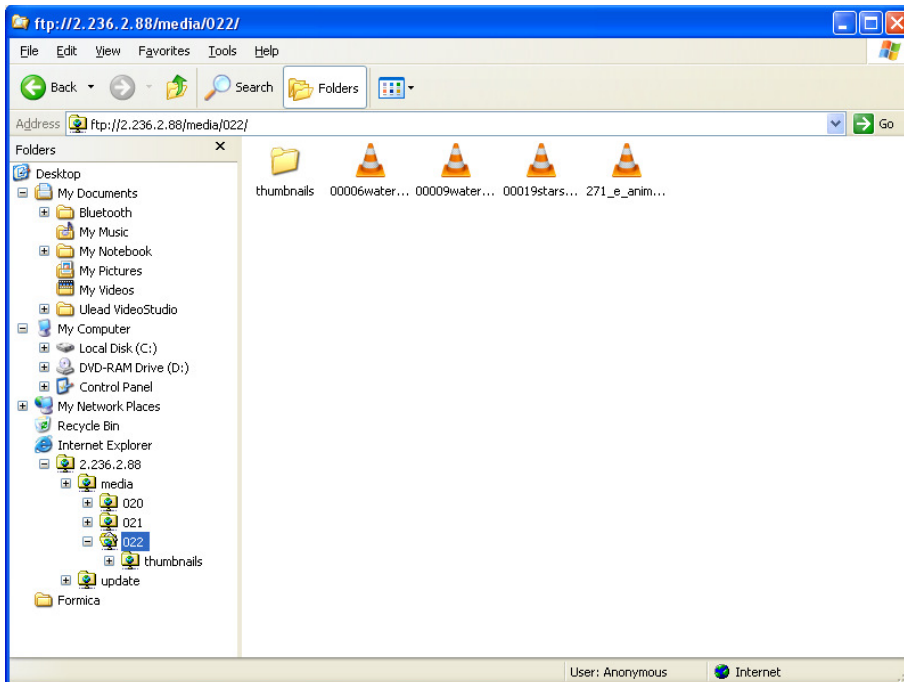 ftp://2.236.2.88/media/022/
File Edit View Favorites Tools Help
Back Search Folders
Address ftp://2.236.2.88/media/022/ Go
Folders x
Desktop
My Documents
Bluetooth
My Music
My Notebook
My Pictures
My Videos
Ulead VideoStudio
My Computer
Local Disk (C:)
DVD-RAM Drive (D:)
Control Panel
My Network Places
Recycle Bin
Internet Explorer
2.236.2.88
media
020
021
022
thumbnails
update
Formica
thumbnails 00006water... 00009water... 00019stars... 271_e_anim...
User: Anonymous Internet